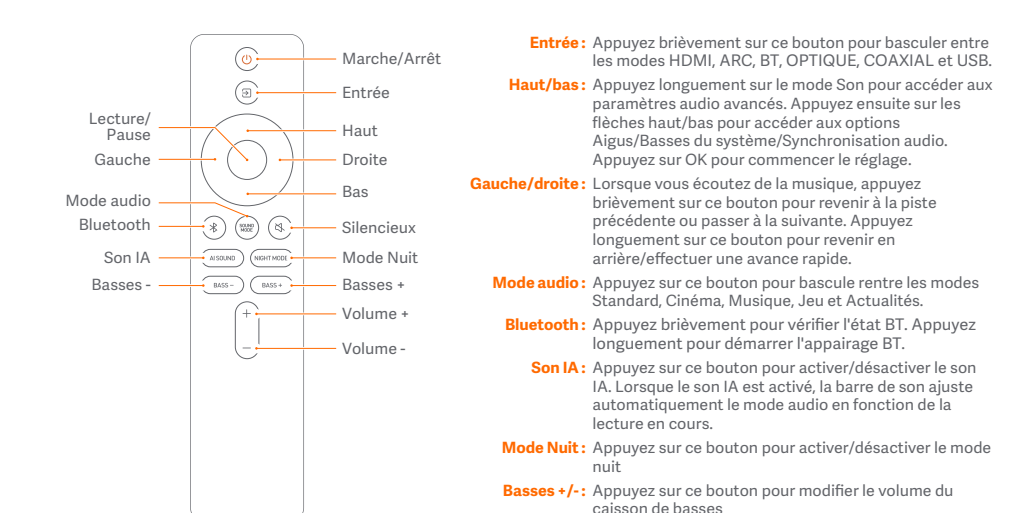 Marche/Arrêt
Entrée
Lecture/
Pause
Haut
Gauche
Droite
Bas
Mode audio
Bluetooth
SOUND
MODE
Silencieux
Son IA
AI SOUND
NIGHT MODE
Mode Nuit
Basses -
BASS -
BASS +
Basses +
+
Volume +
-
Volume -
Entrée : Appuyez brièvement sur ce bouton pour basculer entre
les modes HDMI, ARC, BT, OPTIQUE, COAXIAL et USB.
Haut/bas : Appuyez longuement sur le mode Son pour accéder aux
paramètres audio avancés. Appuyez ensuite sur les
flèches haut/bas pour accéder aux options
Aigus/Basses du système/Synchronisation audio.
Appuyez sur OK pour commencer le réglage.
Gauche/droite : Lorsque vous écoutez de la musique, appuyez
brièvement sur ce bouton pour revenir à la piste
précédente ou passer à la suivante. Appuyez
longuement sur ce bouton pour revenir en
arrière/effectuer une avance rapide.
Mode audio : Appuyez sur ce bouton pour bascule rentre les modes
Standard, Cinéma, Musique, Jeu et Actualités.
Bluetooth : Appuyez brièvement pour vérifier l'état BT. Appuyez
longuement pour démarrer l'appairage BT.
Son IA : Appuyez sur ce bouton pour activer/désactiver le son
IA. Lorsque le son IA est activé, la barre de son ajuste
automatiquement le mode audio en fonction de la
lecture en cours.
Mode Nuit : Appuyez sur ce bouton pour activer/désactiver le mode
nuit
Basses +/- : Appuyez sur ce bouton pour modifier le volume du
caisson de basses